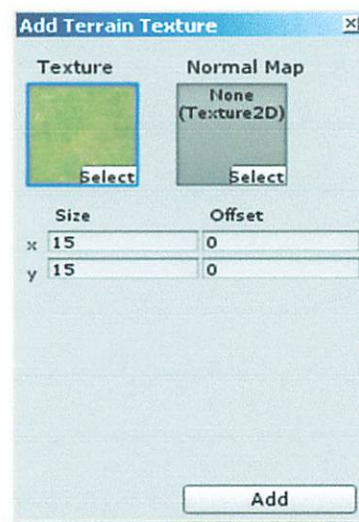 Add Terrain Texture
Texture Normal Map
None
(Texture2D)
Select Select
Size Offset
x 15 0
y 15 0
Add